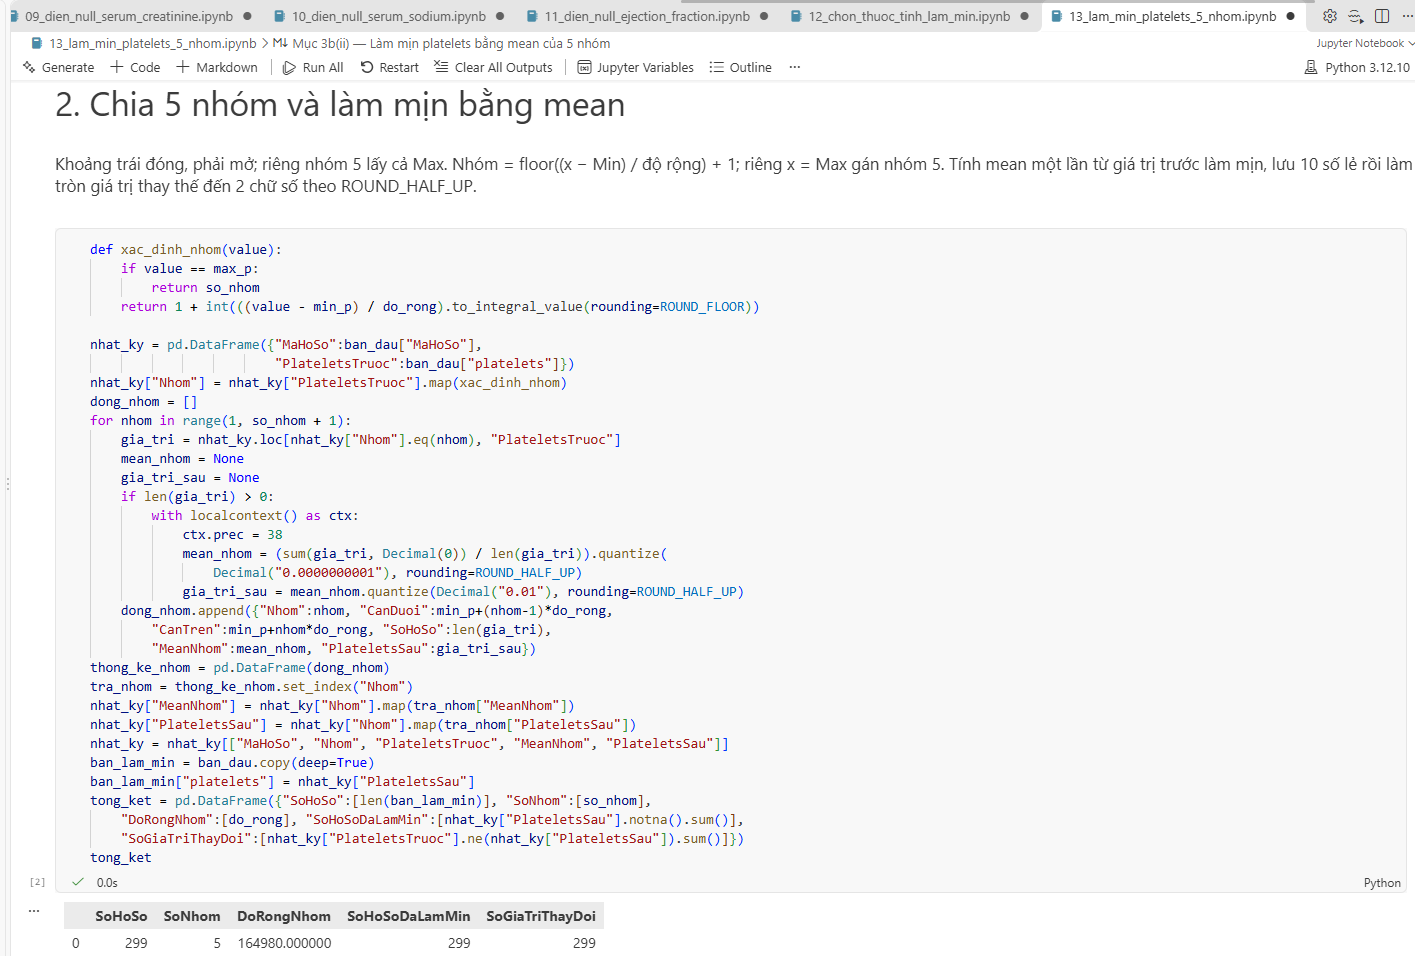 09_dien_null_serum_creatinine.ipynb 10_dien_null_serum_sodium.ipynb 11_dien_null_ejection_fraction.ipynb 12_chon_thuoc_tinh_lam_min.ipynb 13_lam_min_platelets_5_nhom.ipynb
13_lam_min_platelets_5_nhom.ipynb > M↓ Mục 3b(ii) — Làm mịn platelets bằng mean của 5 nhóm Jupyter Notebook
Generate + Code + Markdown Run All Restart Clear All Outputs Jupyter Variables Outline ... Python 3.12.10
2. Chia 5 nhóm và làm mịn bằng mean
Khoảng trái đóng, phải mở; riêng nhóm 5 lấy cả Max. Nhóm = floor((x − Min) / độ rộng) + 1; riêng x = Max gán nhóm 5. Tính mean một lần từ giá trị trước làm mịn, lưu 10 số lẻ rồi làm
tròn giá trị thay thế đến 2 chữ số theo ROUND_HALF_UP.
def xac_dinh_nhom(value):
    if value == max_p:
        return so_nhom
    return 1 + int(((value - min_p) / do_rong).to_integral_value(rounding=ROUND_FLOOR))
nhat_ky = pd.DataFrame({"MaHoSo":ban_dau["MaHoSo"],
                        "PlateletsTruoc":ban_dau["platelets"]})
nhat_ky["Nhom"] = nhat_ky["PlateletsTruoc"].map(xac_dinh_nhom)
dong_nhom = []
for nhom in range(1, so_nhom + 1):
    gia_tri = nhat_ky.loc[nhat_ky["Nhom"].eq(nhom), "PlateletsTruoc"]
    mean_nhom = None
    gia_tri_sau = None
    if len(gia_tri) > 0:
        with localcontext() as ctx:
            ctx.prec = 38
            mean_nhom = (sum(gia_tri, Decimal(0)) / len(gia_tri)).quantize(
                Decimal("0.0000000001"), rounding=ROUND_HALF_UP)
            gia_tri_sau = mean_nhom.quantize(Decimal("0.01"), rounding=ROUND_HALF_UP)
    dong_nhom.append({"Nhom":nhom, "CanDuoi":min_p+(nhom-1)*do_rong,
        "CanTren":min_p+nhom*do_rong, "SoHoSo":len(gia_tri),
        "MeanNhom":mean_nhom, "PlateletsSau":gia_tri_sau})
thong_ke_nhom = pd.DataFrame(dong_nhom)
tra_nhom = thong_ke_nhom.set_index("Nhom")
nhat_ky["MeanNhom"] = nhat_ky["Nhom"].map(tra_nhom["MeanNhom"])
nhat_ky["PlateletsSau"] = nhat_ky["Nhom"].map(tra_nhom["PlateletsSau"])
nhat_ky = nhat_ky[["MaHoSo", "Nhom", "PlateletsTruoc", "MeanNhom", "PlateletsSau"]]
ban_lam_min = ban_dau.copy(deep=True)
ban_lam_min["platelets"] = nhat_ky["PlateletsSau"]
tong_ket = pd.DataFrame({"SoHoSo":[len(ban_lam_min)], "SoNhom":[so_nhom],
    "DoRongNhom":[do_rong], "SoHoSoDaLamMin":[nhat_ky["PlateletsSau"].notna().sum()],
    "SoGiaTriThayDoi":[nhat_ky["PlateletsTruoc"].ne(nhat_ky["PlateletsSau"]).sum()]})
tong_ket
[2] 0.0s Python
... SoHoSo SoNhom DoRongNhom SoHoSoDaLamMin SoGiaTriThayDoi
0 299 5 164980.000000 299 299